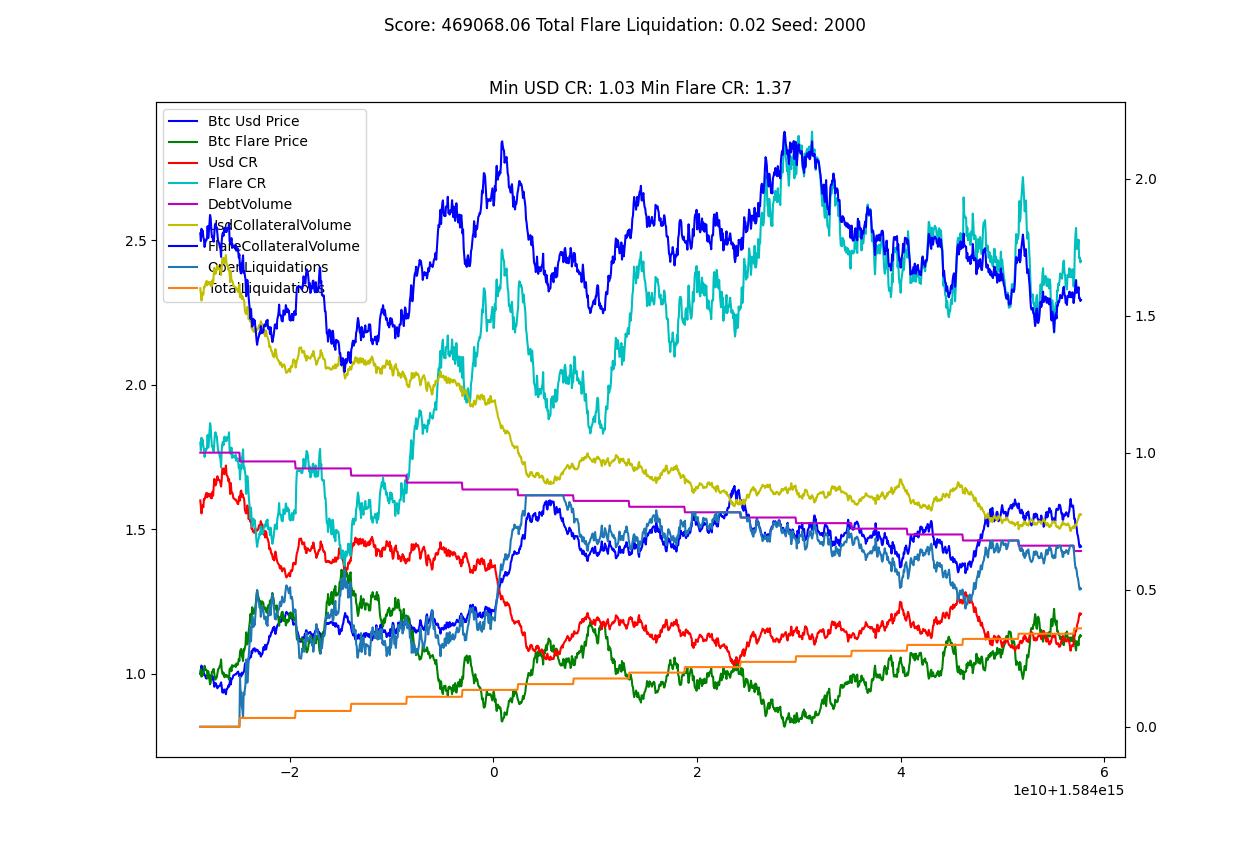 Score: 469068.06 Total Flare Liquidation: 0.02 Seed: 2000
Min USD CR: 1.03 Min Flare CR: 1.37
Btc Usd Price
Btc Flare Price
Usd CR
Flare CR
DebtVolume
UsdCollateralVolume
FlareCollateralVolume
OpenLiquidations
TotalLiquidations
2.5
2.0
1.5
1.0
2.0
1.5
1.0
0.5
0.0
−2 0 2 4 6
1e10+1.584e15